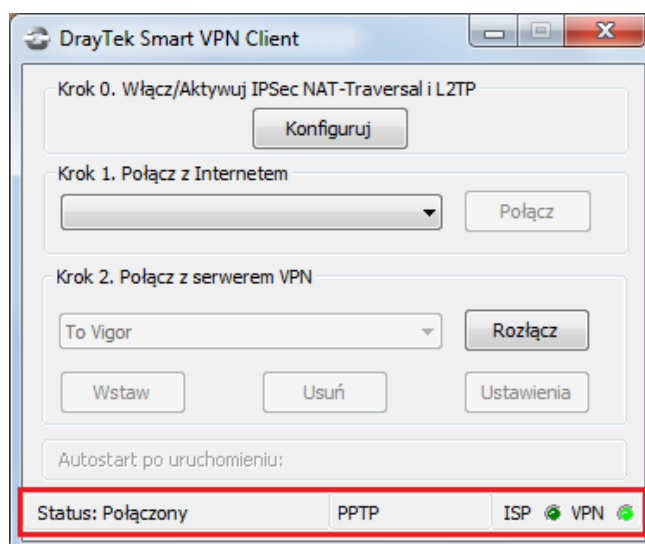 DrayTek Smart VPN Client
Krok 0. Włącz/Aktywuj IPSec NAT-Traversal i L2TP
Konfiguruj
Krok 1. Połącz z Internetem
Połącz
Krok 2. Połącz z serwerem VPN
To Vigor
Rozłącz
Wstaw Usuń Ustawienia
Autostart po uruchomieniu:
Status: Połączony PPTP ISP VPN